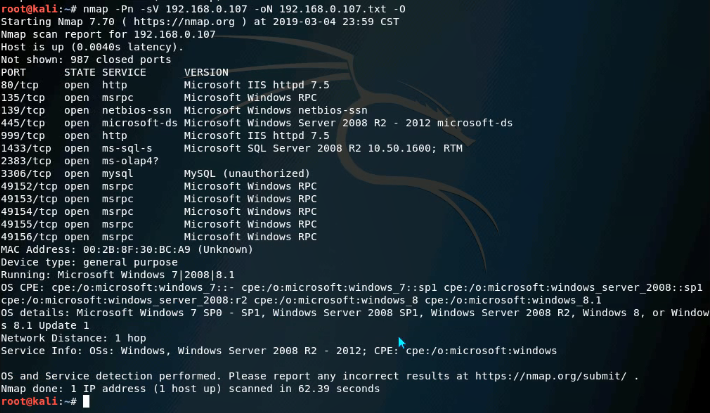 root@kali:~# nmap -Pn -sV 192.168.0.107 -oN 192.168.0.107.txt -O
Starting Nmap 7.70 ( https://nmap.org ) at 2019-03-04 23:59 CST
Nmap scan report for 192.168.0.107
Host is up (0.0040s latency).
Not shown: 987 closed ports
PORT      STATE SERVICE      VERSION
80/tcp    open  http         Microsoft IIS httpd 7.5
135/tcp   open  msrpc        Microsoft Windows RPC
139/tcp   open  netbios-ssn  Microsoft Windows netbios-ssn
445/tcp   open  microsoft-ds Microsoft Windows Server 2008 R2 - 2012 microsoft-ds
999/tcp   open  http         Microsoft IIS httpd 7.5
1433/tcp  open  ms-sql-s     Microsoft SQL Server 2008 R2 10.50.1600; RTM
2383/tcp  open  ms-olap4?
3306/tcp  open  mysql        MySQL (unauthorized)
49152/tcp open  msrpc        Microsoft Windows RPC
49153/tcp open  msrpc        Microsoft Windows RPC
49154/tcp open  msrpc        Microsoft Windows RPC
49155/tcp open  msrpc        Microsoft Windows RPC
49156/tcp open  msrpc        Microsoft Windows RPC
MAC Address: 00:2B:8F:30:BC:A9 (Unknown)
Device type: general purpose
Running: Microsoft Windows 7|2008|8.1
OS CPE: cpe:/o:microsoft:windows_7::- cpe:/o:microsoft:windows_7::sp1 cpe:/o:microsoft:windows_server_2008::sp1
cpe:/o:microsoft:windows_server_2008:r2 cpe:/o:microsoft:windows_8 cpe:/o:microsoft:windows_8.1
OS details: Microsoft Windows 7 SP0 - SP1, Windows Server 2008 SP1, Windows Server 2008 R2, Windows 8, or Window
s 8.1 Update 1
Network Distance: 1 hop
Service Info: OSs: Windows, Windows Server 2008 R2 - 2012; CPE: cpe:/o:microsoft:windows

OS and Service detection performed. Please report any incorrect results at https://nmap.org/submit/ .
Nmap done: 1 IP address (1 host up) scanned in 62.39 seconds
root@kali:~#